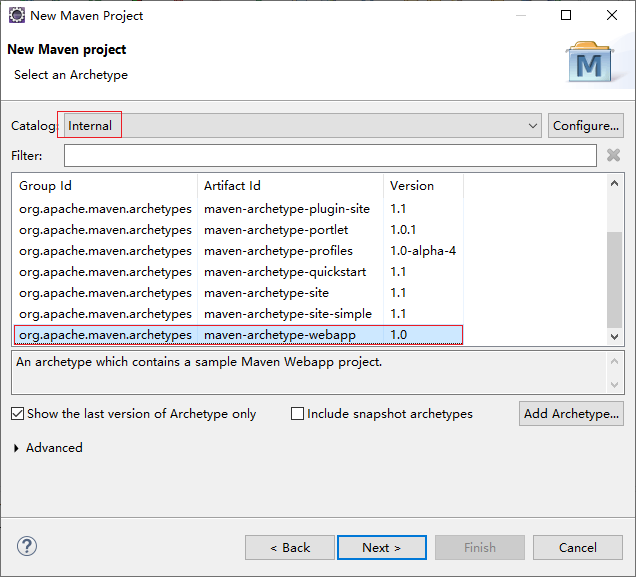 New Maven Project
New Maven project
Select an Archetype
M
Catalog: Internal Configure...
Filter:
Group Id Artifact Id Version
org.apache.maven.archetypes maven-archetype-plugin-site 1.1
org.apache.maven.archetypes maven-archetype-portlet 1.0.1
org.apache.maven.archetypes maven-archetype-profiles 1.0-alpha-4
org.apache.maven.archetypes maven-archetype-quickstart 1.1
org.apache.maven.archetypes maven-archetype-site 1.1
org.apache.maven.archetypes maven-archetype-site-simple 1.1
org.apache.maven.archetypes maven-archetype-webapp 1.0
An archetype which contains a sample Maven Webapp project.
Show the last version of Archetype only Include snapshot archetypes Add Archetype...
Advanced
? < Back Next > Finish Cancel